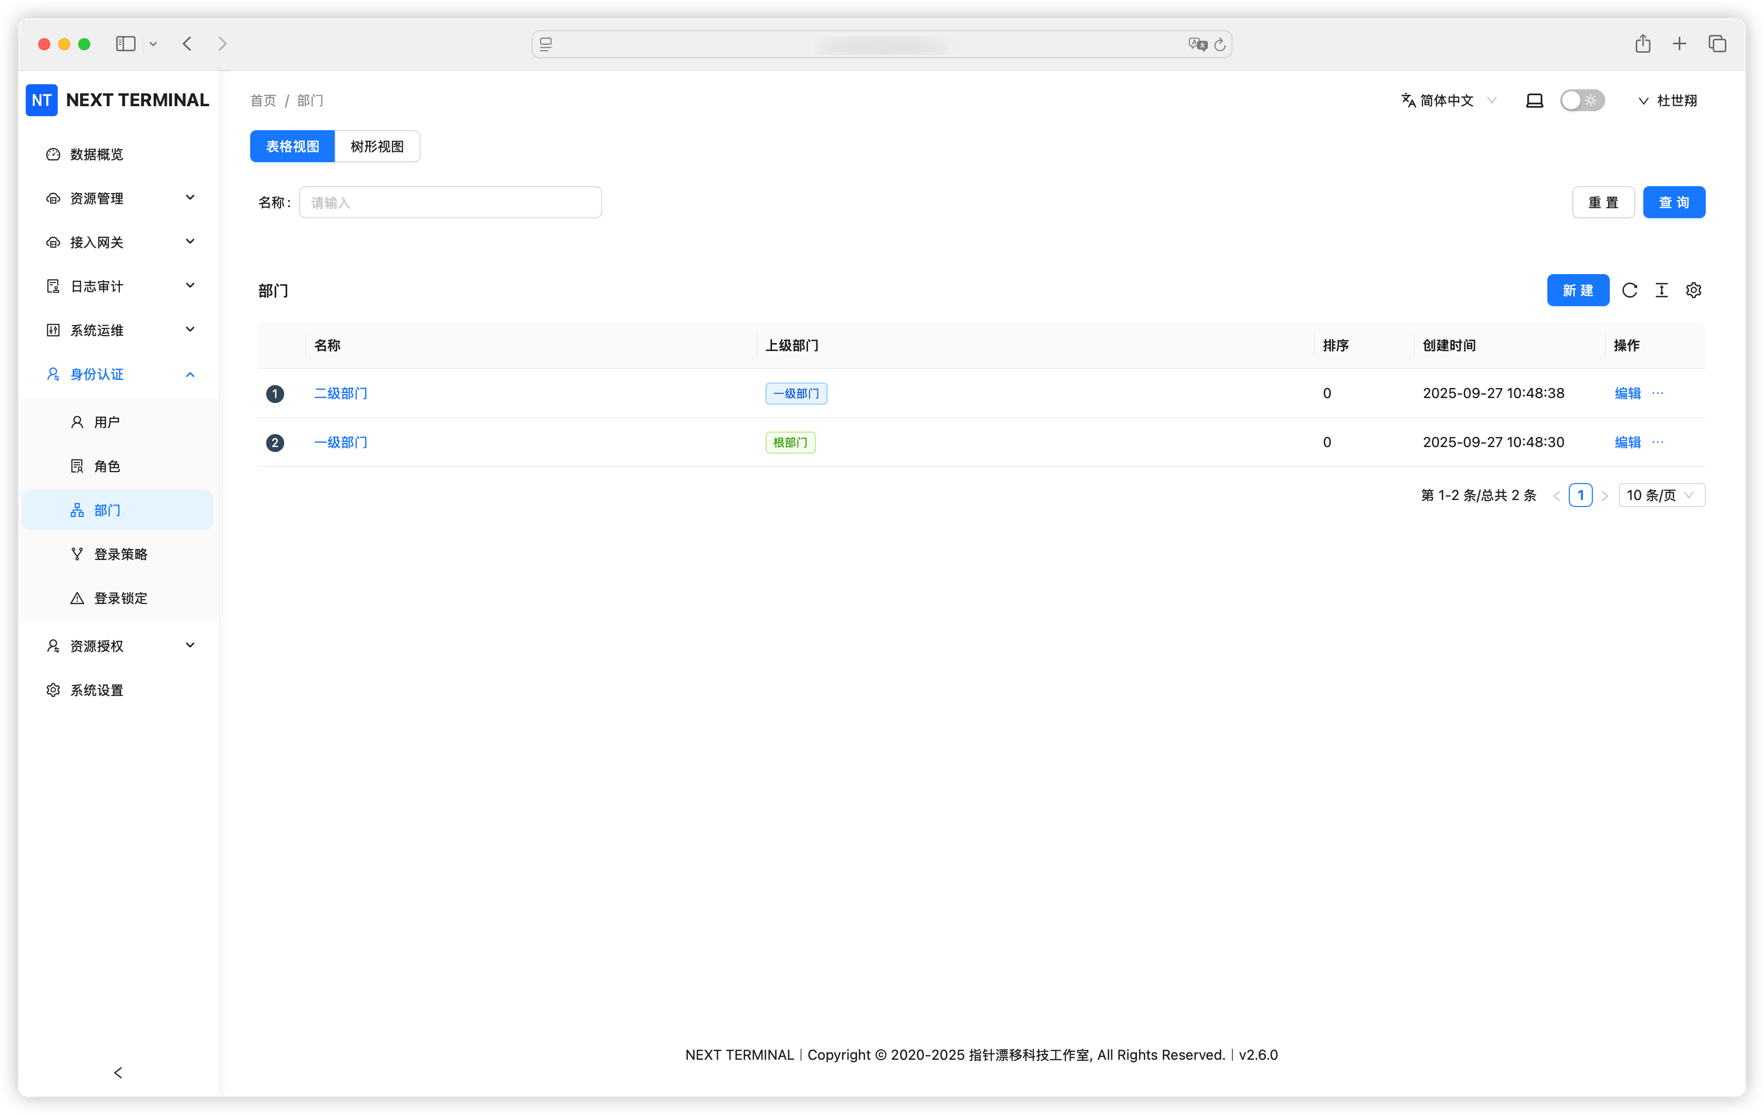 NT NEXT TERMINAL
首页 / 部门
简体中文
杜世翔
数据概览
资源管理
接入网关
日志审计
系统运维
身份认证
用户
角色
部门
登录策略
登录锁定
资源授权
系统设置
表格视图 树形视图
名称: 请输入 重 置 查 询
部门 新 建
名称 上级部门 排序 创建时间 操作
1 二级部门 一级部门 0 2025-09-27 10:48:38 编辑 ···
2 一级部门 根部门 0 2025-09-27 10:48:30 编辑 ···
第 1-2 条/总共 2 条 < 1 > 10 条/页
NEXT TERMINAL | Copyright © 2020-2025 指针漂移科技工作室, All Rights Reserved. | v2.6.0